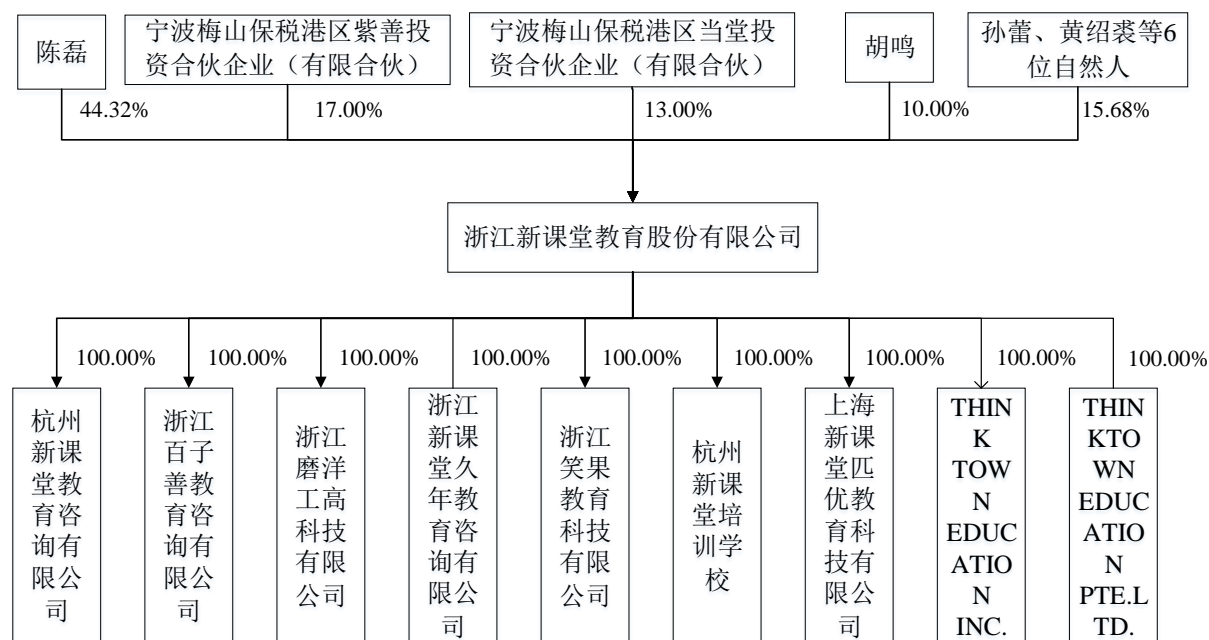 陈磊
宁波梅山保税港区紫善投
资合伙企业（有限合伙）
宁波梅山保税港区当堂投
资合伙企业（有限合伙）
胡鸣
孙蕾、黄绍裘等6
位自然人
44.32%
17.00%
13.00%
10.00%
15.68%
浙江新课堂教育股份有限公司
100.00%
100.00%
100.00%
100.00%
100.00%
100.00%
100.00%
100.00%
100.00%
杭州
新课
堂教
育咨
询有
限公
司
浙江
百子
善教
育咨
询有
限公
司
浙江
磨洋
工高
科技
有限
公司
浙江
新课
堂久
年教
育咨
询有
限公
司
浙江
笑果
教育
科技
有限
公司
杭州
新课
堂培
训学
校
上海
新课
堂匹
优教
育科
技有
限公
司
THIN
K
TOW
N
EDUC
ATIO
N
INC.
THIN
KTO
WN
EDUC
ATIO
N
PTE.L
TD.